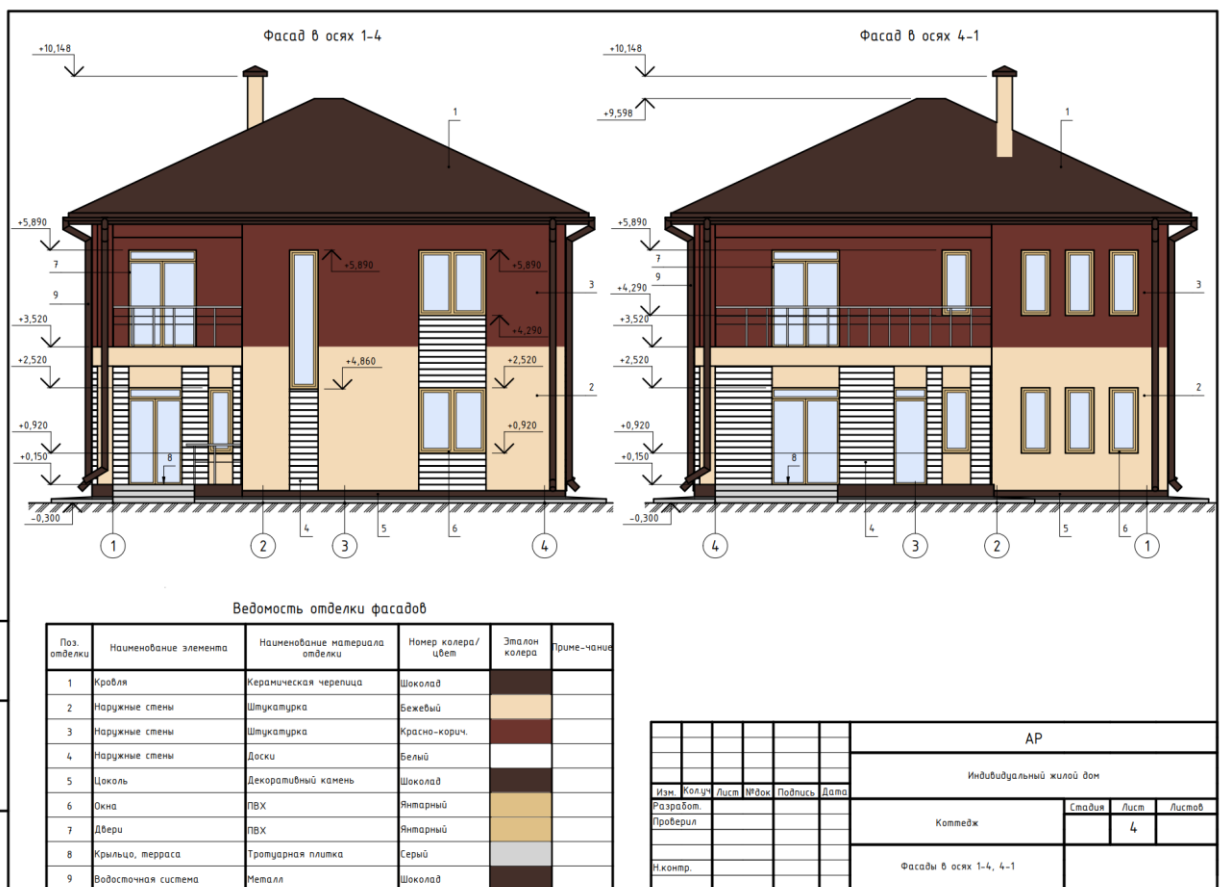 Фасад в осях 1-4
+10,148
1
+5,890
7
+5,890
+5,890
9
3
+4,290
+3,520
+2,520
+4,860
+2,520
2
+0,920
+0,920
+0,150
8
-0,300
4
5
6
1
2
3
4
Фасад в осях 4-1
+10,148
+9,598
1
+5,890
7
9
+4,290
3
+3,520
+2,520
2
+0,920
+0,150
8
-0,300
4
5
6
4
3
2
1
Ведомость отделки фасадов
Поз. отделки Наименование элемента Наименование материала отделки Номер колера/ цвет Эталон колера Приме-чание
1 Кровля Керамическая черепица Шоколад
2 Наружные стены Штукатурка Бежевый
3 Наружные стены Штукатурка Красно-корич.
4 Наружные стены Доски Белый
5 Цоколь Декоративный камень Шоколад
6 Окна ПВХ Янтарный
7 Двери ПВХ Янтарный
8 Крыльцо, терраса Тротуарная плитка Серый
9 Водосточная система Металл Шоколад
АР
Индивидуальный жилой дом
Изм. Кол.уч Лист №док Подпись Дата
Разработ.
Проверил
Н.контр.
Коттедж
Стадия Лист Листов
4
Фасады в осях 1-4, 4-1